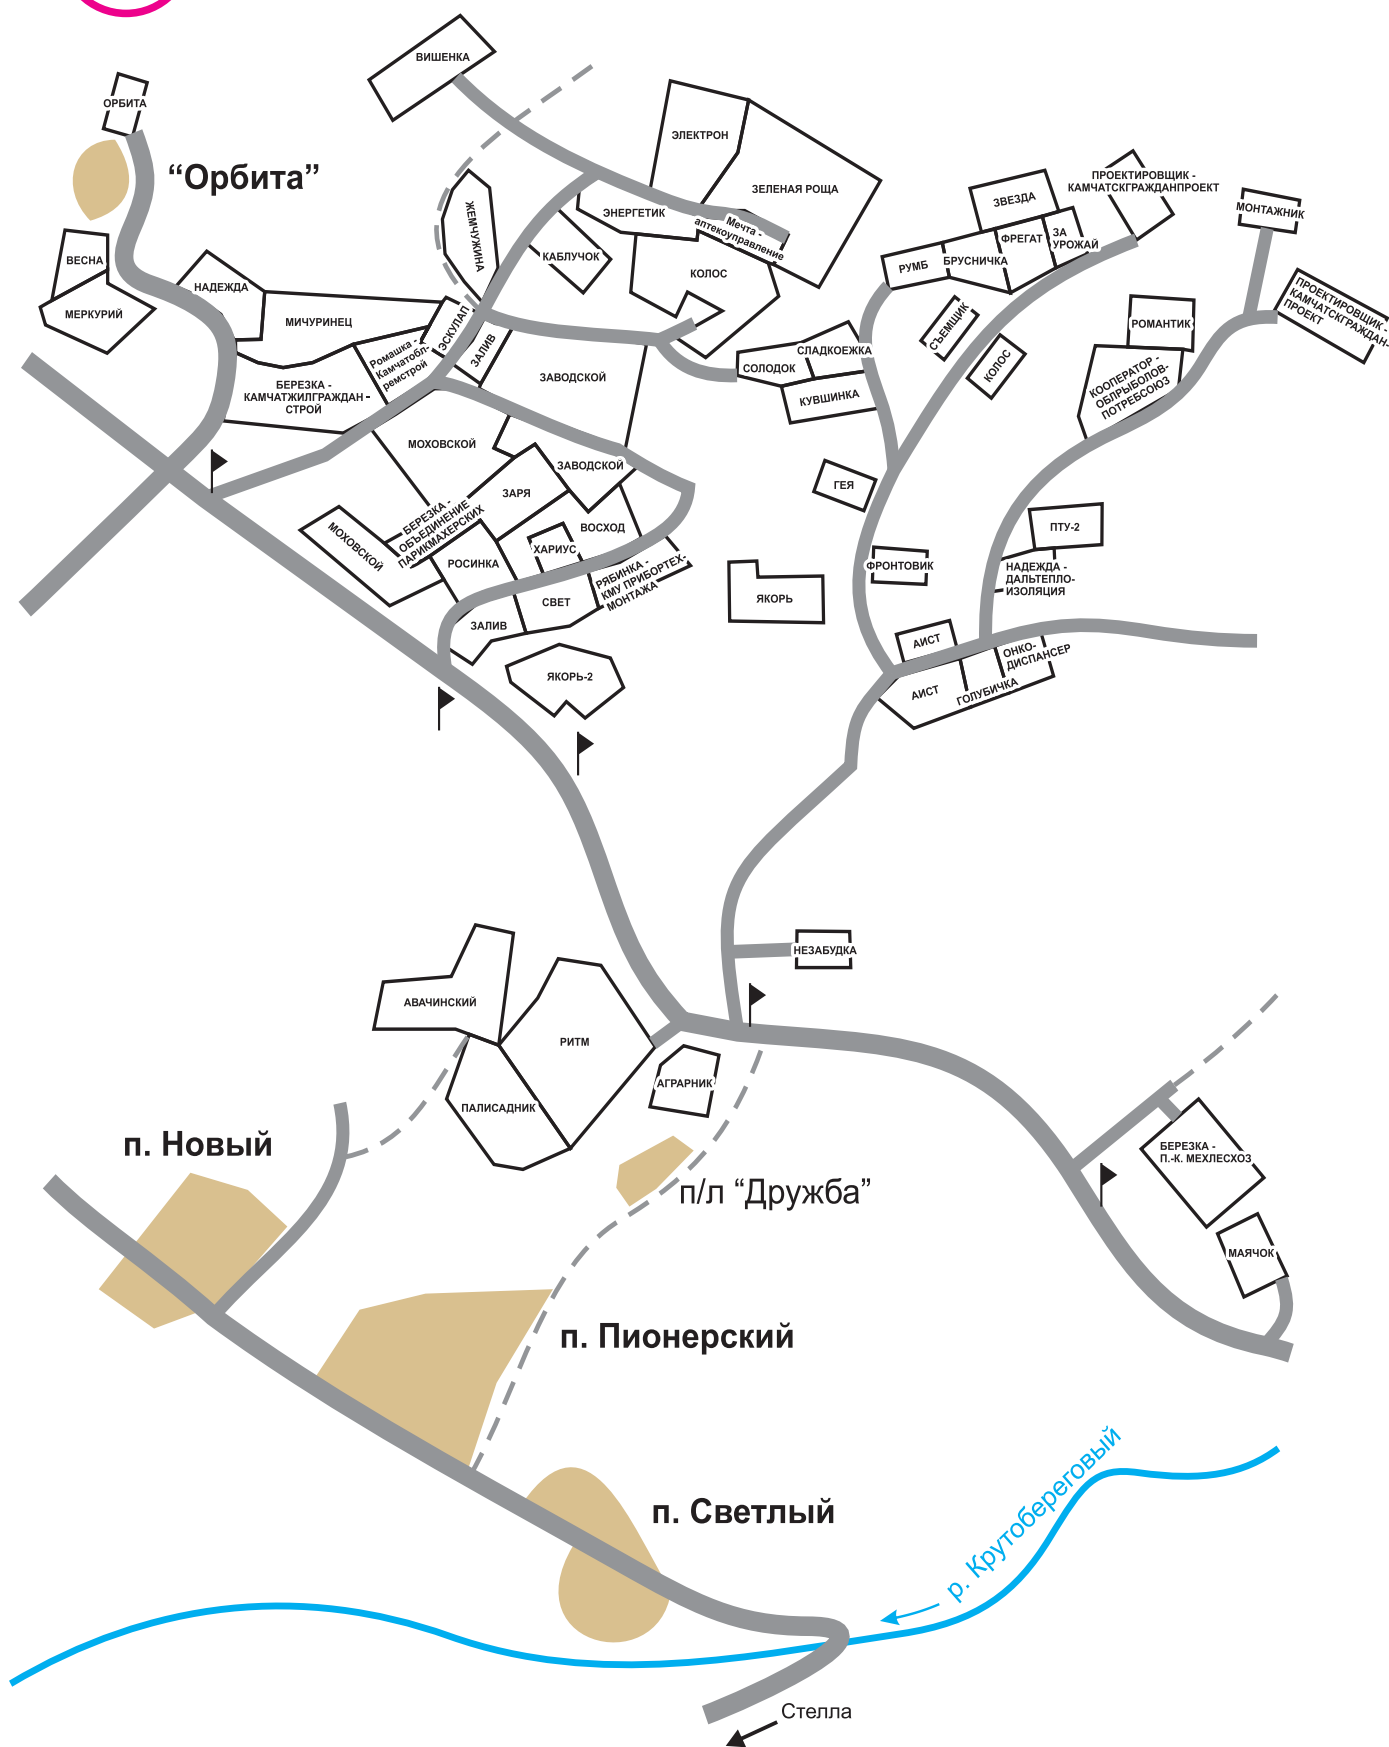 ВИШЕНКА
ОРБИТА
“Орбита”
ВЕСНА
МЕРКУРИЙ
НАДЕЖДА
МИЧУРИНЕЦ
БЕРЕЗКА -
КАМЧАТЖИЛГРАЖДАН -
СТРОЙ
Ромашка -
Камчатобл-
ремстрой
ЭСКУЛАП
ЗАЛИВ
ЖЕМЧУЖИНА
КАБЛУЧОК
ЭНЕРГЕТИК
ЭЛЕКТРОН
ЗЕЛЕНАЯ РОЩА
Мечта -
аптекоуправление
КОЛОС
ЗАВОДСКОЙ
МОХОВСКОЙ
ЗАВОДСКОЙ
ЗАРЯ
БЕРЕЗКА -
ОБЪЕДИНЕНИЕ
ПАРИКМАХЕРСКИХ
МОХОВСКОЙ
РОСИНКА
ВОСХОД
ХАРИУС
СВЕТ
РЯБИНКА -
КМУ ПРИБОРТЕХ-
МОНТАЖА
ЗАЛИВ
ЯКОРЬ-2
ЯКОРЬ
СОЛОДОК
СЛАДКОЕЖКА
КУВШИНКА
ГЕЯ
ФРОНТОВИК
РУМБ
БРУСНИЧКА
ЗВЕЗДА
ФРЕГАТ
ЗА
УРОЖАЙ
ПРОЕКТИРОВЩИК -
КАМЧАТСКГРАЖДАНПРОЕКТ
МОНТАЖНИК
ПРОЕКТИРОВЩИК -
КАМЧАТСКГРАЖДАН-
ПРОЕКТ
СЪЕМЩИК
КОЛОС
РОМАНТИК
КООПЕРАТОР -
ОБЛРЫБОЛОВ-
ПОТРЕБСОЮЗ
ПТУ-2
НАДЕЖДА -
ДАЛЬТЕПЛО-
ИЗОЛЯЦИЯ
АИСТ
АИСТ
ГОЛУБИЧКА
ОНКО-
ДИСПАНСЕР
НЕЗАБУДКА
АВАЧИНСКИЙ
РИТМ
ПАЛИСАДНИК
АГРАРНИК
БЕРЕЗКА -
П.-К. МЕХЛЕСХОЗ
МАЯЧОК
п. Новый
п/л “Дружба”
п. Пионерский
п. Светлый
р. Крутобереговый
Стелла